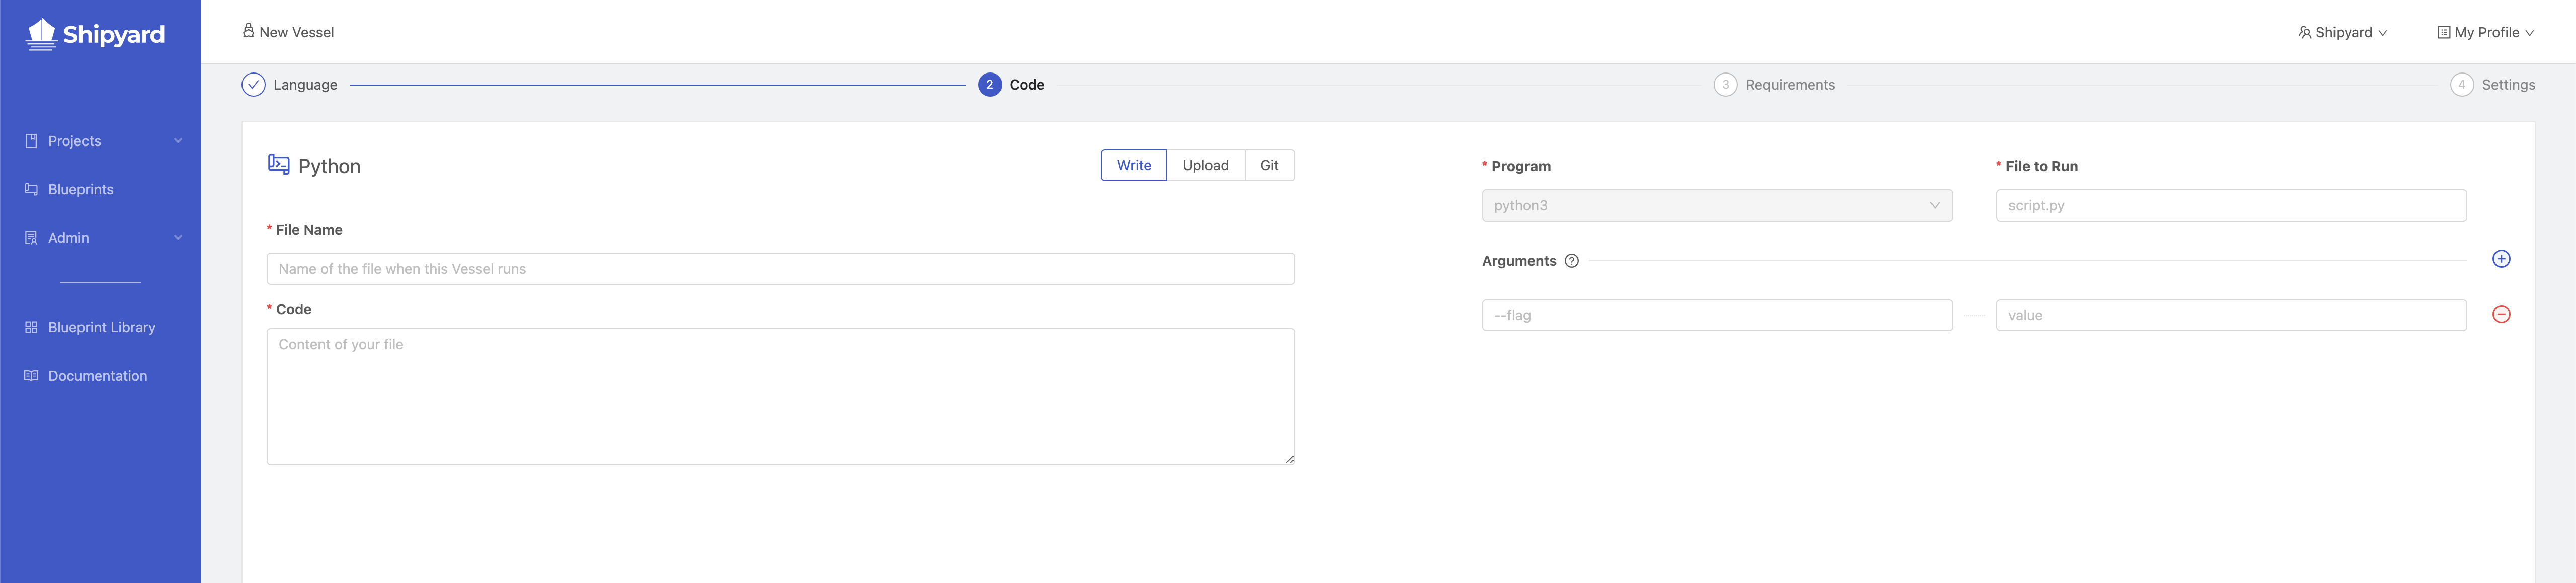 Shipyard
Projects
Blueprints
Admin
Blueprint Library
Documentation
New Vessel
Shipyard
My Profile
Language
2 Code
3 Requirements
4 Settings
Python
Write
Upload
Git
* File Name
Name of the file when this Vessel runs
* Code
Content of your file
* Program
python3
* File to Run
script.py
Arguments ?
--flag
value